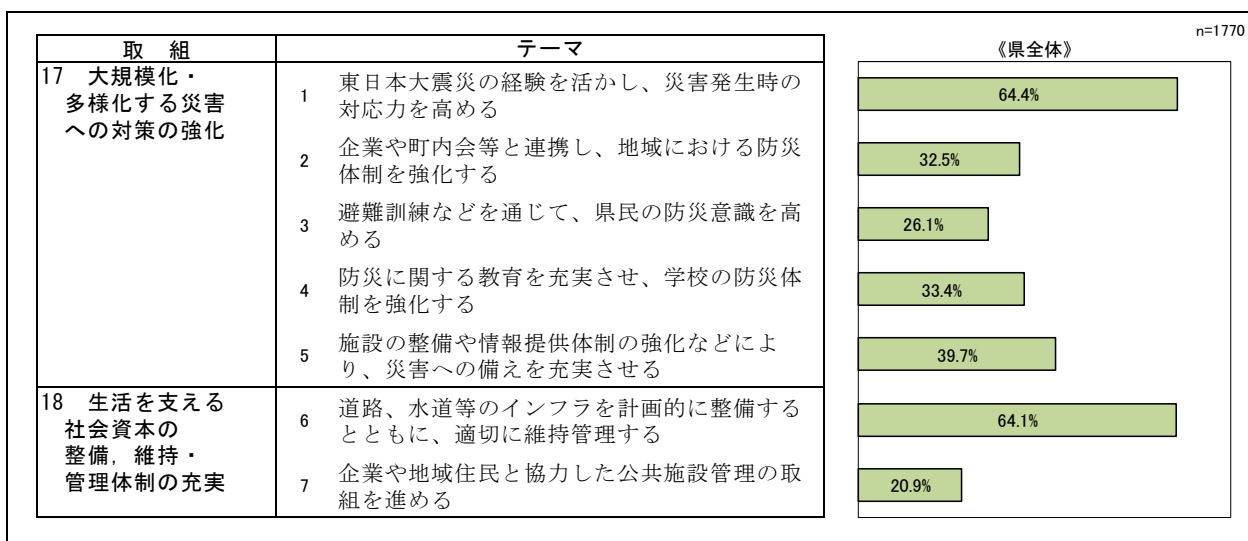 n=1770
取 組
テーマ
《県全体》
17 大規模化・
多様化する災害
への対策の強化
1 東日本大震災の経験を活かし、災害発生時の
対応力を高める
64.4%
2 企業や町内会等と連携し、地域における防災
体制を強化する
32.5%
3 避難訓練などを通じて、県民の防災意識を高
める
26.1%
4 防災に関する教育を充実させ、学校の防災体
制を強化する
33.4%
5 施設の整備や情報提供体制の強化などによ
り、災害への備えを充実させる
39.7%
18 生活を支える
社会資本の
整備，維持・
管理体制の充実
6 道路、水道等のインフラを計画的に整備する
とともに、適切に維持管理する
64.1%
7 企業や地域住民と協力した公共施設管理の取
組を進める
20.9%